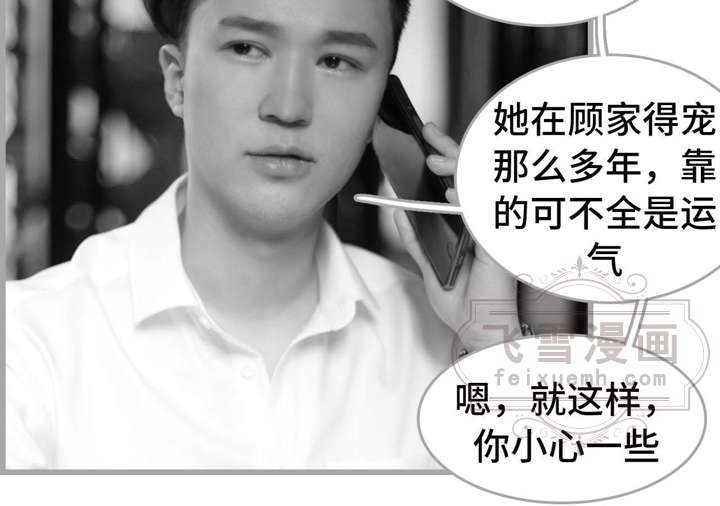 她在顾家得宠
那么多年，靠
的可不全是运
气
飞雪漫画
feixuemh.com
嗯，就这样，
你小心一些